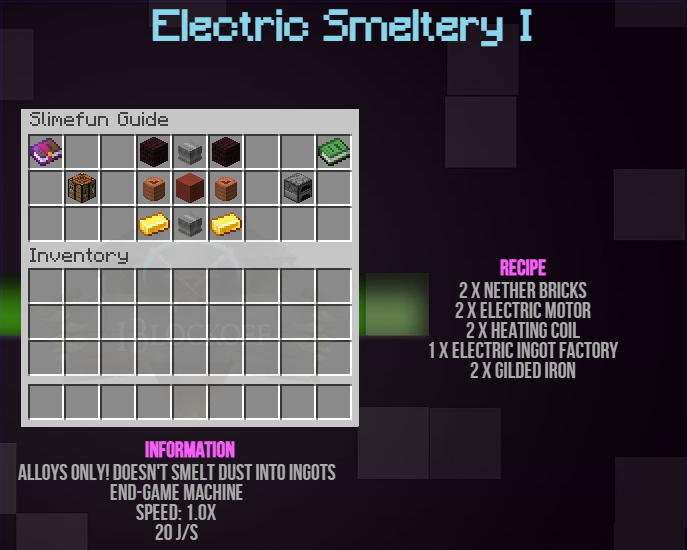 Electric Smeltery I
Slimefun Guide
Inventory
IBLOCKOFF
RECIPE
2 X NETHER BRICKS
2 X ELECTRIC MOTOR
2 X HEATING COIL
1 X ELECTRIC INGOT FACTORY
2 X GILDED IRON
INFORMATION
ALLOYS ONLY! DOESN'T SMELT DUST INTO INGOTS
END-GAME MACHINE
SPEED: 1.0X
20 J/S